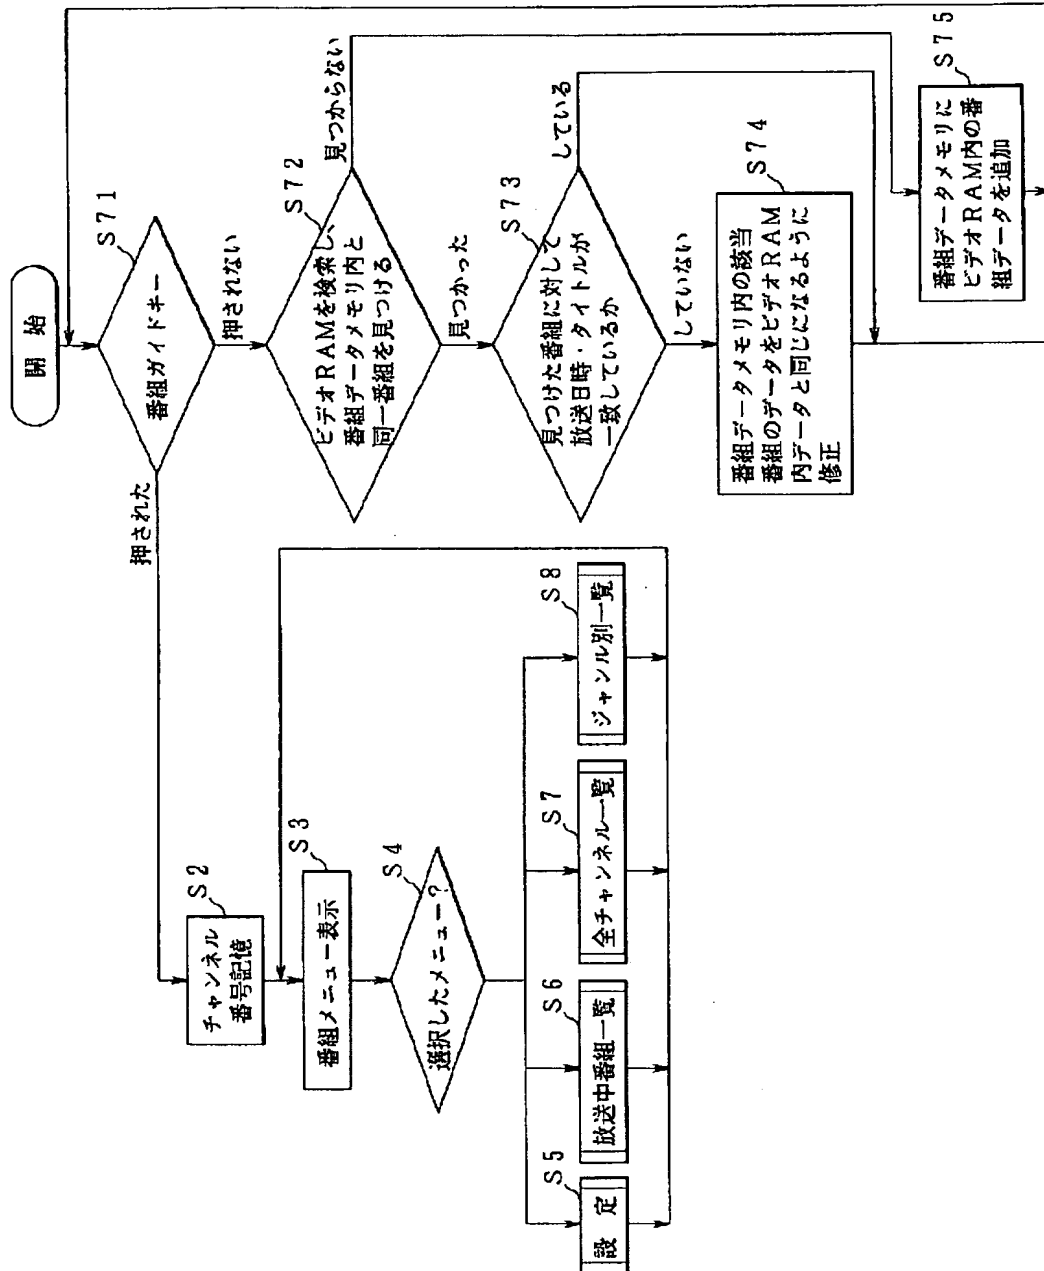 開 始
S71
番組ガイドキー
押された
押されない
S72
ビデオRAMを検索し、
番組データメモリ内と
同一番組を見つける
見つからない
見つかった
S73
見つけた番組に対して
放送日時・タイトルが
一致しているか
している
していない
S74
番組データメモリ内の該当
番組のデータをビデオRAM
内データと同じになるように
修正
S75
番組データメモリに
ビデオRAM内の番
組データを追加
S2
チャンネル
番号記憶
S3
番組メニュー表示
S4
選択したメニュー?
S5
設 定
S6
放送中番組一覧
S7
全チャンネル一覧
S8
ジャンル別一覧